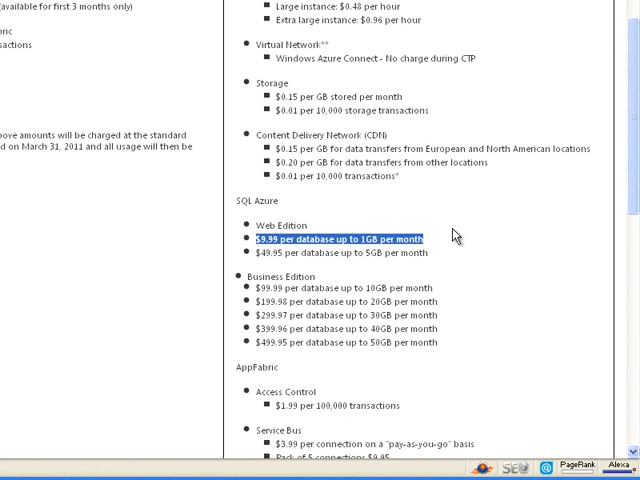 (available for first 3 months only)
ric
sactions
ove amounts will be charged at the standard
d on March 31, 2011 and all usage will then be
Large instance: $0.48 per hour
Extra large instance: $0.96 per hour
Virtual Network**
Windows Azure Connect - No charge during CTP
Storage
$0.15 per GB stored per month
$0.01 per 10,000 storage transactions
Content Delivery Network (CDN)
$0.15 per GB for data transfers from European and North American locations
$0.20 per GB for data transfers from other locations
$0.01 per 10,000 transactions*
SQL Azure
Web Edition
$9.99 per database up to 1GB per month
$49.95 per database up to 5GB per month
Business Edition
$99.99 per database up to 10GB per month
$199.98 per database up to 20GB per month
$299.97 per database up to 30GB per month
$399.96 per database up to 40GB per month
$499.95 per database up to 50GB per month
AppFabric
Access Control
$1.99 per 100,000 transactions
Service Bus
$3.99 per connection on a "pay-as-you-go" basis
Pack of 5 connections $9.95
SEO
PageRank
Alexa